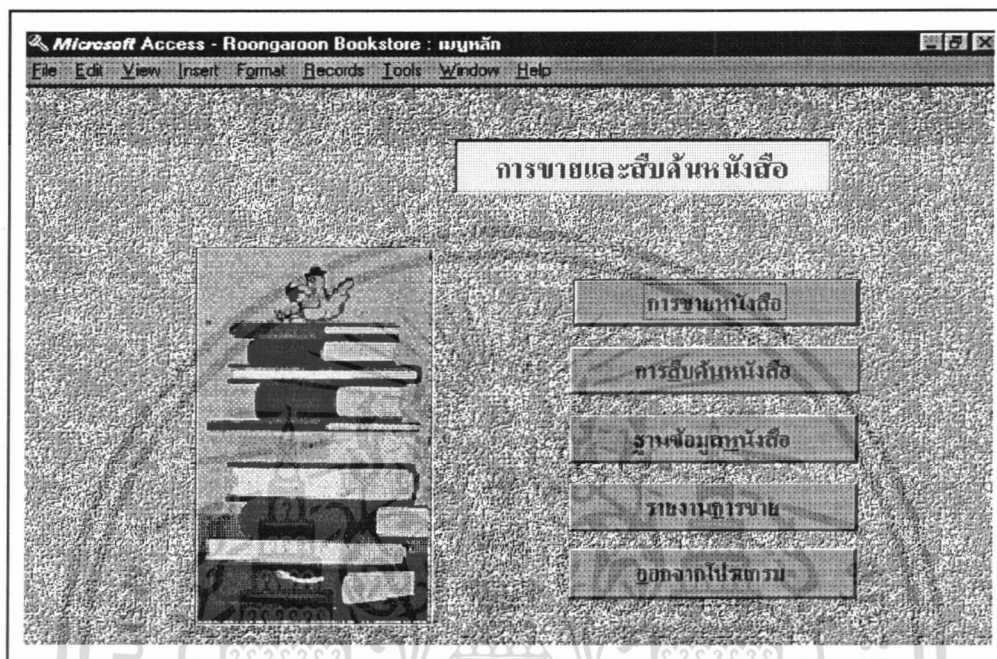 Microsoft Access - Roongaroon Bookstore : เมนูหลัก
File Edit View Insert Format Records Tools Window Help
การขายและสืบค้นหนังสือ
การขายหนังสือ
การสืบค้นหนังสือ
ฐานข้อมูลหนังสือ
รายงานการขาย
ออกจากโปรแกรม